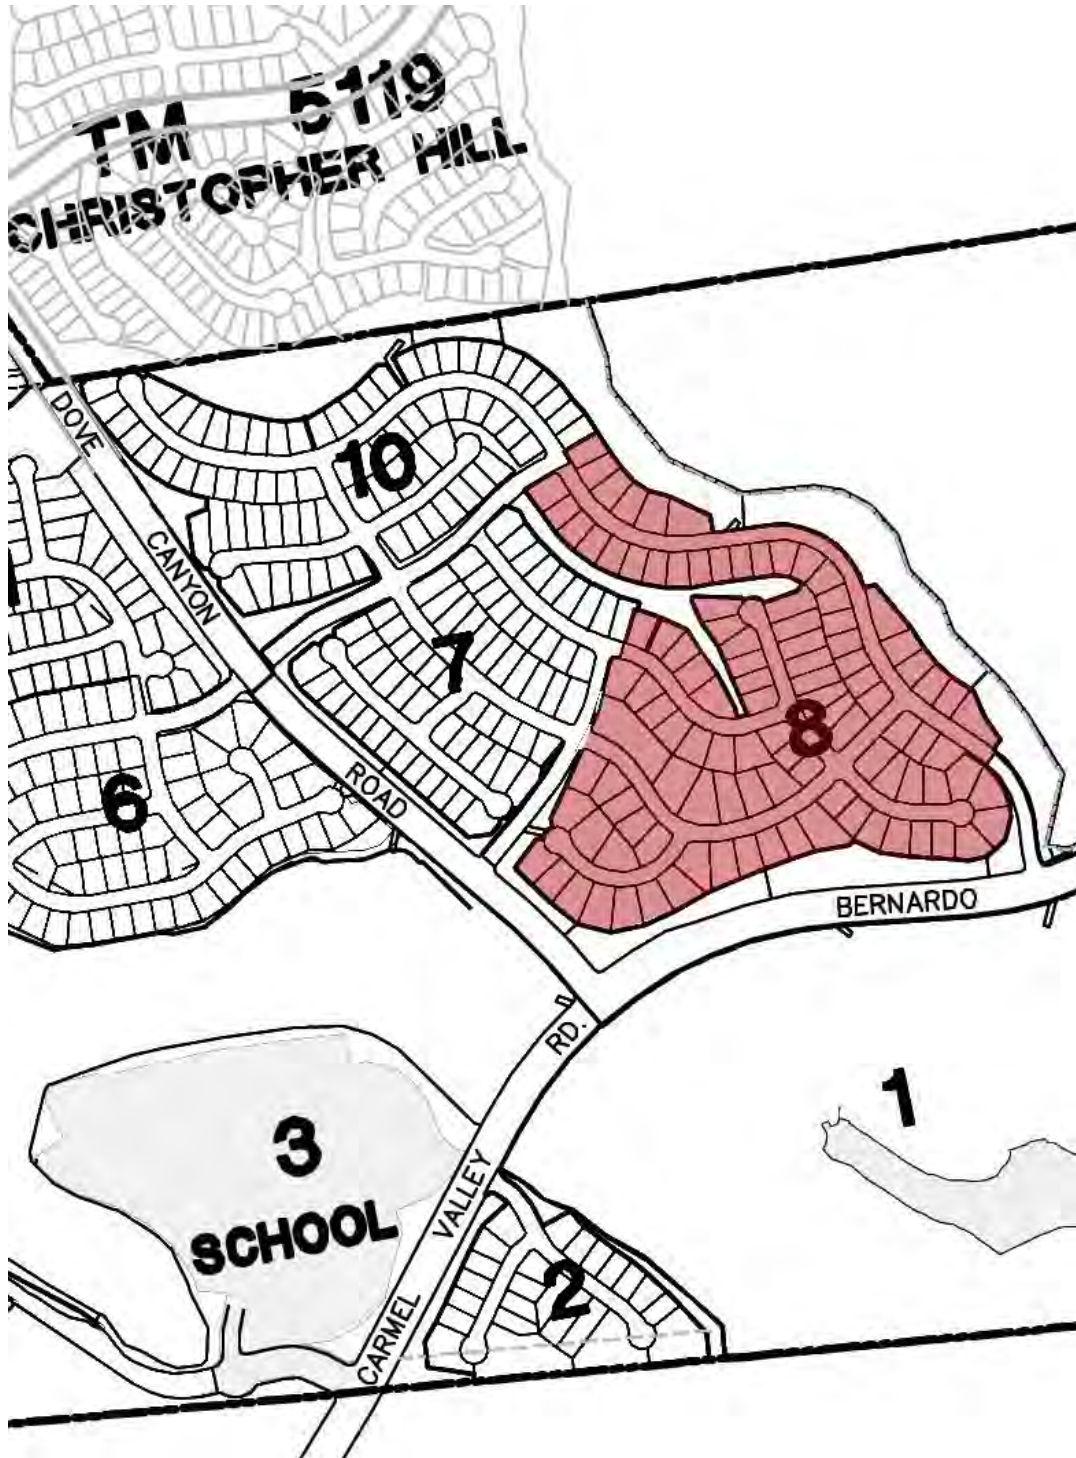 TM 5119
CHRISTOPHER HILL
DOVE
CANYON
ROAD
10
7
8
6
BERNARDO
RD.
VALLEY
CARMEL
1
3
SCHOOL
2